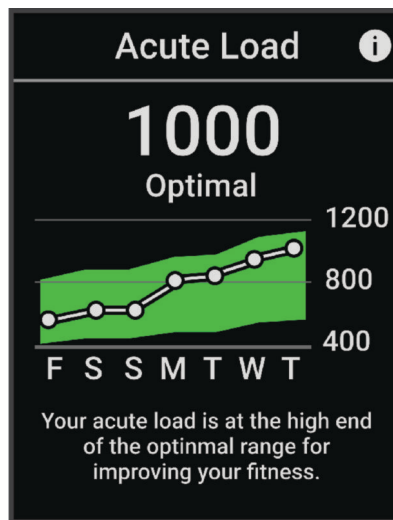 Acute Load i
1000
Optimal
1200
800
400
F S S M T W T
Your acute load is at the high end
of the optinmal range for
improving your fitness.